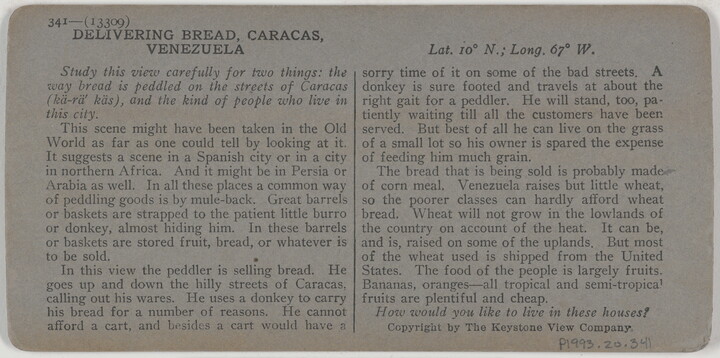 341—(13309)
DELIVERING BREAD, CARACAS,
VENEZUELA
Study this view carefully for two things: the
way bread is peddled on the streets of Caracas
(kä-rä' käs), and the kind of people who live in
this city.
This scene might have been taken in the Old
World as far as one could tell by looking at it.
It suggests a scene in a Spanish city or in a city
in northern Africa. And it might be in Persia or
Arabia as well. In all these places a common way
of peddling goods is by mule-back. Great barrels
or baskets are strapped to the patient little burro
or donkey, almost hiding him. In these barrels
or baskets are stored fruit, bread, or whatever is
to be sold.
In this view the peddler is selling bread. He
goes up and down the hilly streets of Caracas,
calling out his wares. He uses a donkey to carry
his bread for a number of reasons. He cannot
afford a cart, and besides a cart would have a
Lat. 10° N.; Long. 67° W.
sorry time of it on some of the bad streets. A
donkey is sure footed and travels at about the
right gait for a peddler. He will stand, too, pa-
tiently waiting till all the customers have been
served. But best of all he can live on the grass
of a small lot so his owner is spared the expense
of feeding him much grain.
The bread that is being sold is probably made
of corn meal. Venezuela raises but little wheat,
so the poorer classes can hardly afford wheat
bread. Wheat will not grow in the lowlands of
the country on account of the heat. It can be,
and is, raised on some of the uplands. But most
of the wheat used is shipped from the United
States. The food of the people is largely fruits.
Bananas, oranges—all tropical and semi-tropical
fruits are plentiful and cheap.
How would you like to live in these houses?
Copyright by The Keystone View Company.
P1993.20.341